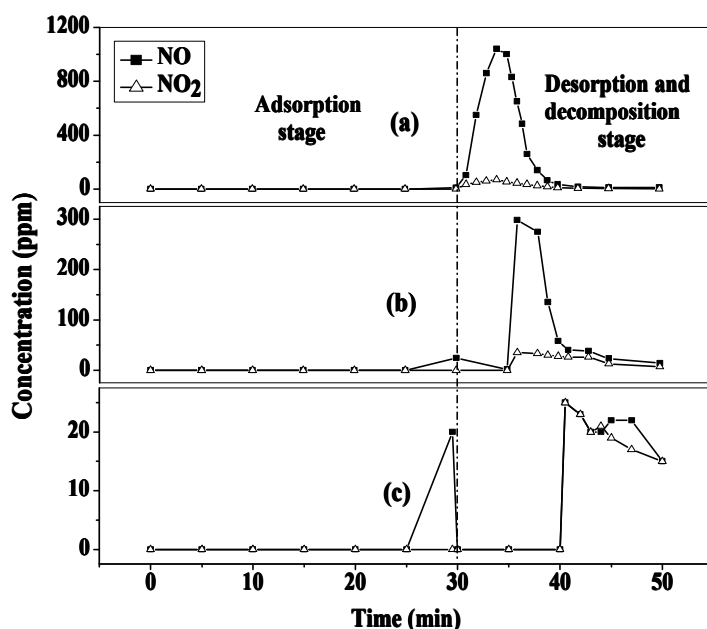 1200
NO
NO2
1000
Adsorption stage
(a)
Desorption and decomposition stage
800
400
0
300
200
(b)
100
0
20
(c)
10
0
0 10 20 30 40 50
Time (min)
Concentration (ppm)